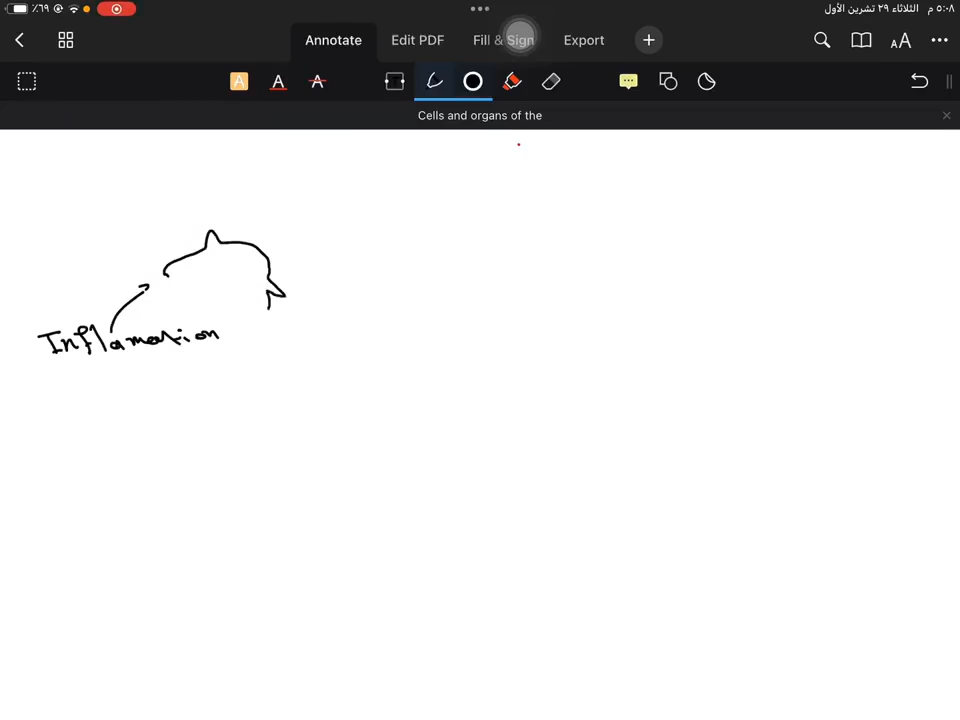 ٪٦٩
٥:٠٨ م الثلاثاء ٢٩ تشرين الأول
Annotate Edit PDF Fill & Sign Export
A A A T AA
Cells and organs of the
Inflamation